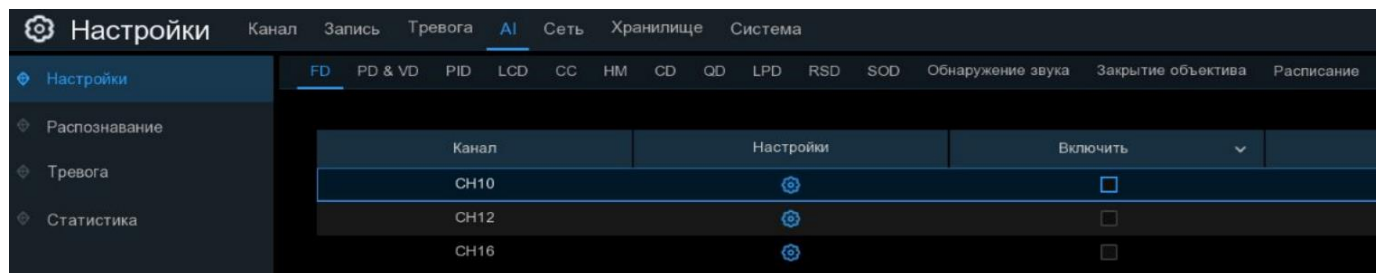 Настройки Канал Запись Тревога AI Сеть Хранилище Система
Настройки FD PD & VD PID LCD CC HM CD QD LPD RSD SOD Обнаружение звука Закрытие объектива Расписание
Распознавание
Канал Настройки Включить
Тревога
CH10
Статистика
CH12
CH16